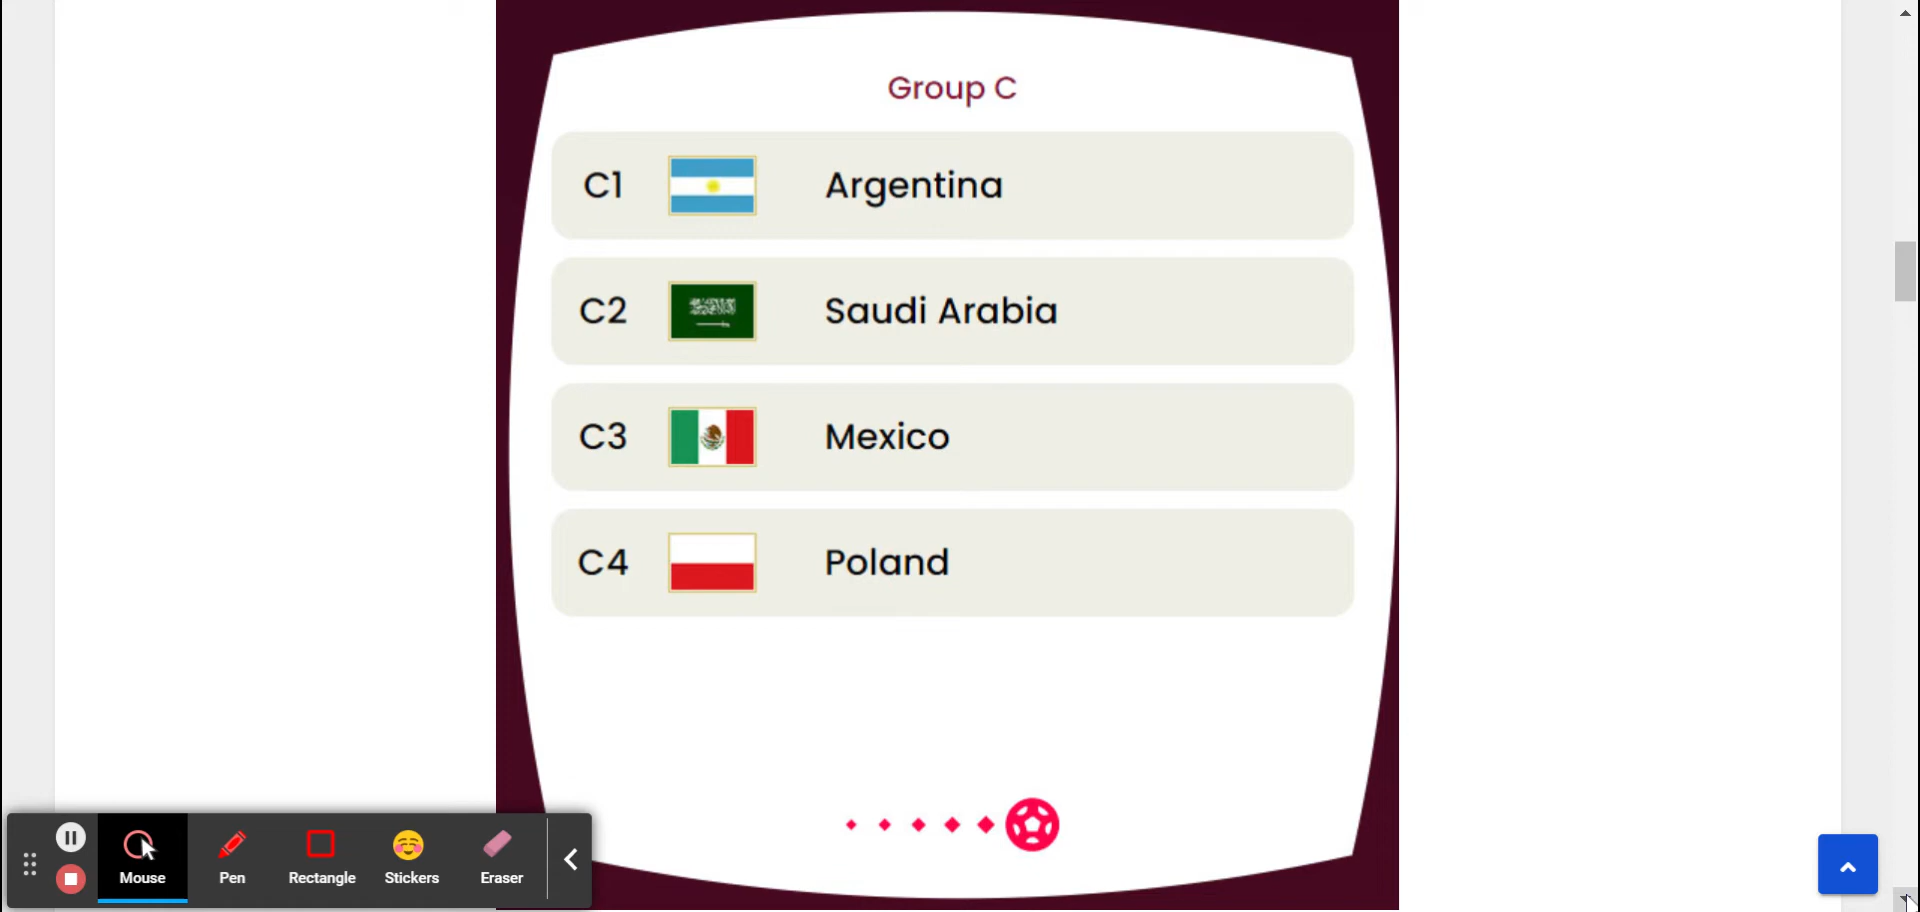 Group C
C1 Argentina
C2 Saudi Arabia
C3 Mexico
C4 Poland
Mouse Pen Rectangle Stickers Eraser